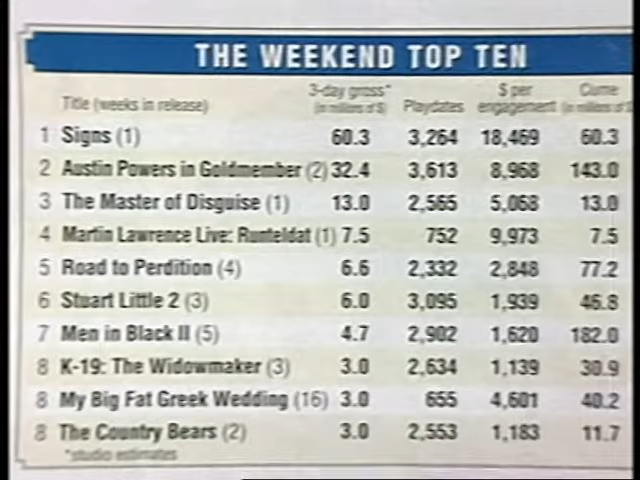 THE WEEKEND TOP TEN
Title (weeks in release) 3-day gross* (in millions of $) Playdates $ per engagement Cume (in millions of $
1 Signs (1) 60.3 3,264 18,469 60.3
2 Austin Powers in Goldmember (2) 32.4 3,613 8,968 143.0
3 The Master of Disguise (1) 13.0 2,565 5,068 13.0
4 Martin Lawrence Live: Runteldat (1) 7.5 752 9,973 7.5
5 Road to Perdition (4) 6.6 2,332 2,848 77.2
6 Stuart Little 2 (3) 6.0 3,095 1,939 46.8
7 Men in Black II (5) 4.7 2,902 1,620 182.0
8 K-19: The Widowmaker (3) 3.0 2,634 1,139 30.9
8 My Big Fat Greek Wedding (16) 3.0 655 4,601 40.2
8 The Country Bears (2) 3.0 2,553 1,183 11.7
*studio estimates